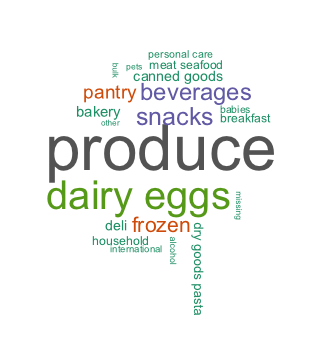 personal care
bulk
pets
meat seafood
canned goods
pantry
beverages
bakery
snacks
babies
breakfast
other
produce
dairy eggs
missing
deli
frozen
dry goods pasta
household
alcohol
international